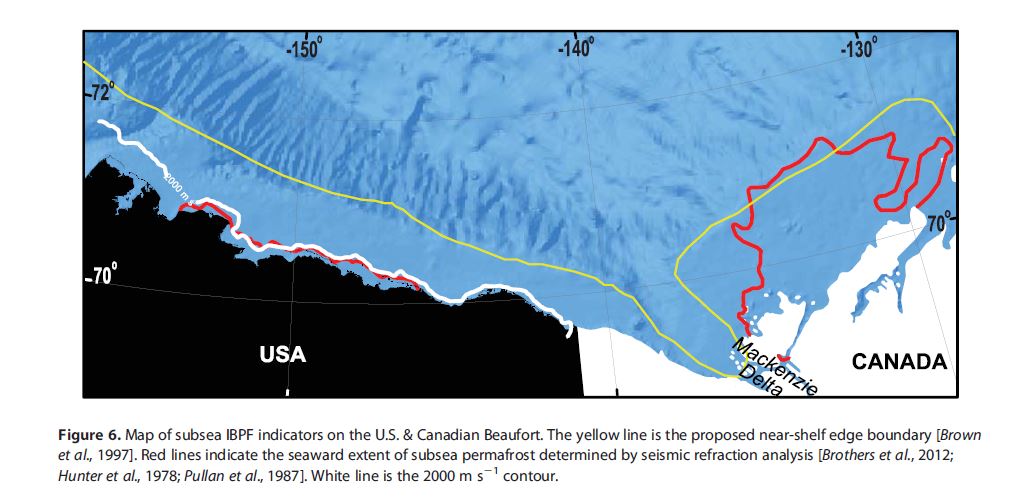 -150°
-140°
-130°
-72°
2000 m s
70°
-70°
USA
Mackenzie
Delta
CANADA
Figure 6. Map of subsea IBPF indicators on the U.S. & Canadian Beaufort. The yellow line is the proposed near-shelf edge boundary [Brown
et al., 1997]. Red lines indicate the seaward extent of subsea permafrost determined by seismic refraction analysis [Brothers et al., 2012;
Hunter et al., 1978; Pullan et al., 1987]. White line is the 2000 m s⁻¹ contour.